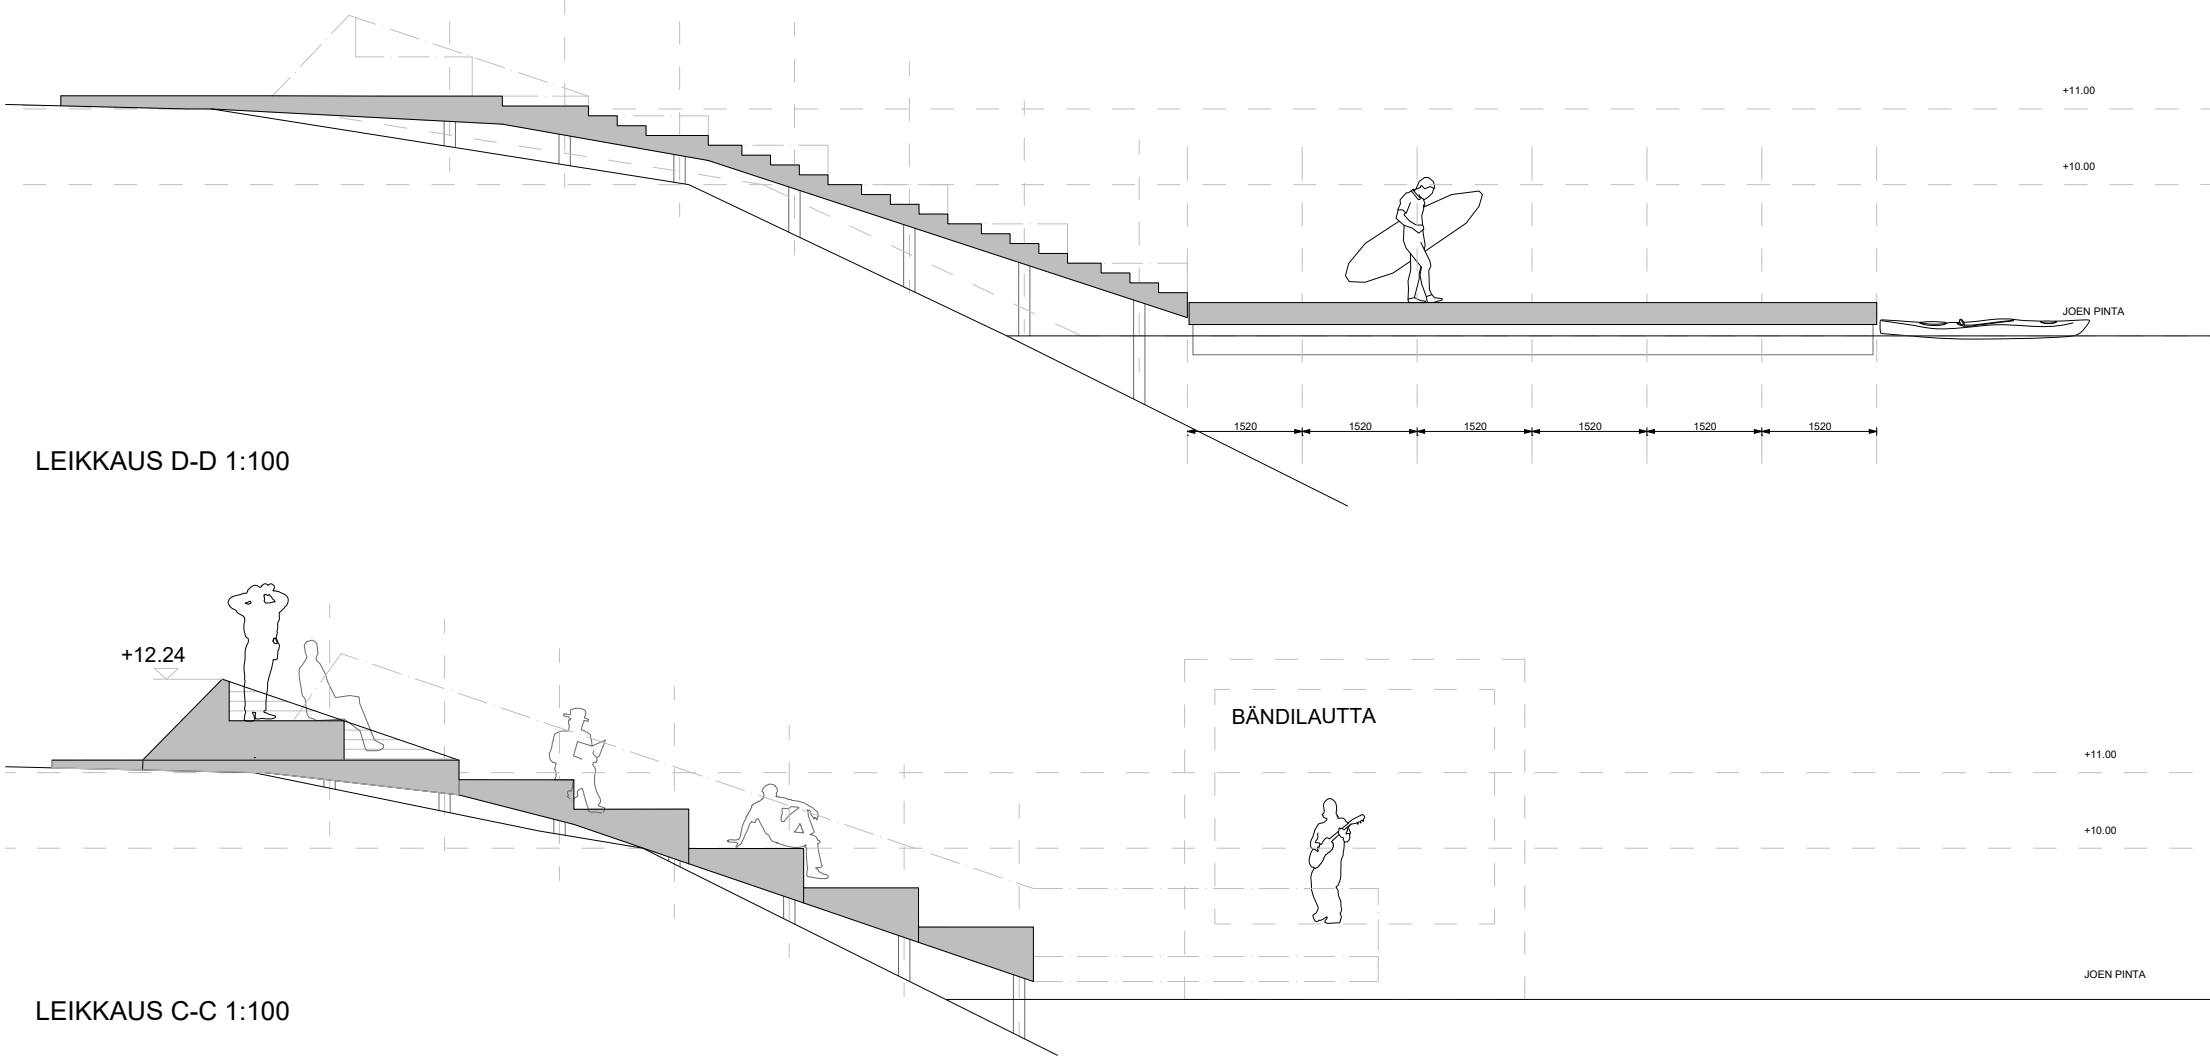 +11.00
+10.00
JOEN PINTA
1520 1520 1520 1520 1520 1520
LEIKKAUS D-D 1:100
+12.24
BÄNDILAUTTA
+11.00
+10.00
JOEN PINTA
LEIKKAUS C-C 1:100